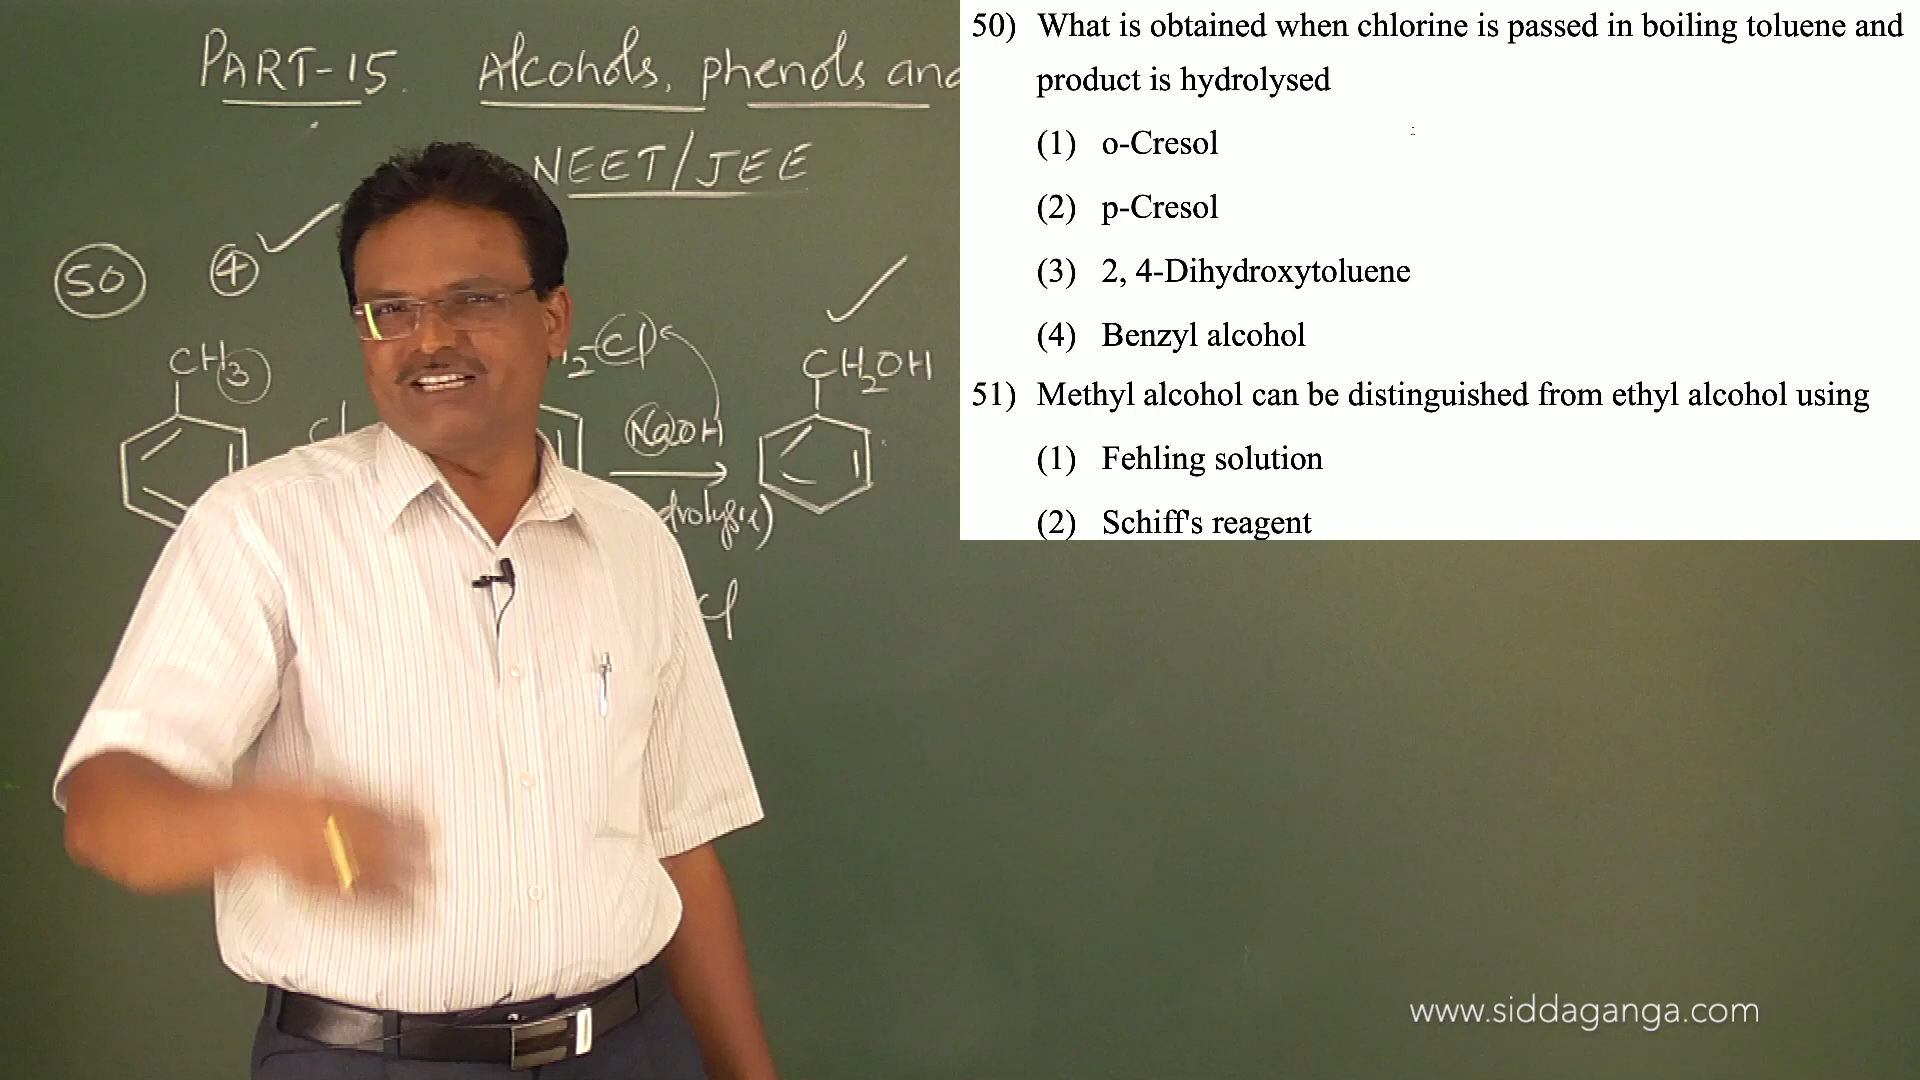 PART-15. Alcohols, phenols and
NEET/JEE
50 4
CH3
2-Cl
CH2OH
Cl
NaOH
50) What is obtained when chlorine is passed in boiling toluene and
product is hydrolysed
(1) o-Cresol
(2) p-Cresol
(3) 2, 4-Dihydroxytoluene
(4) Benzyl alcohol
51) Methyl alcohol can be distinguished from ethyl alcohol using
(1) Fehling solution
(2) Schiff's reagent
www.siddaganga.com